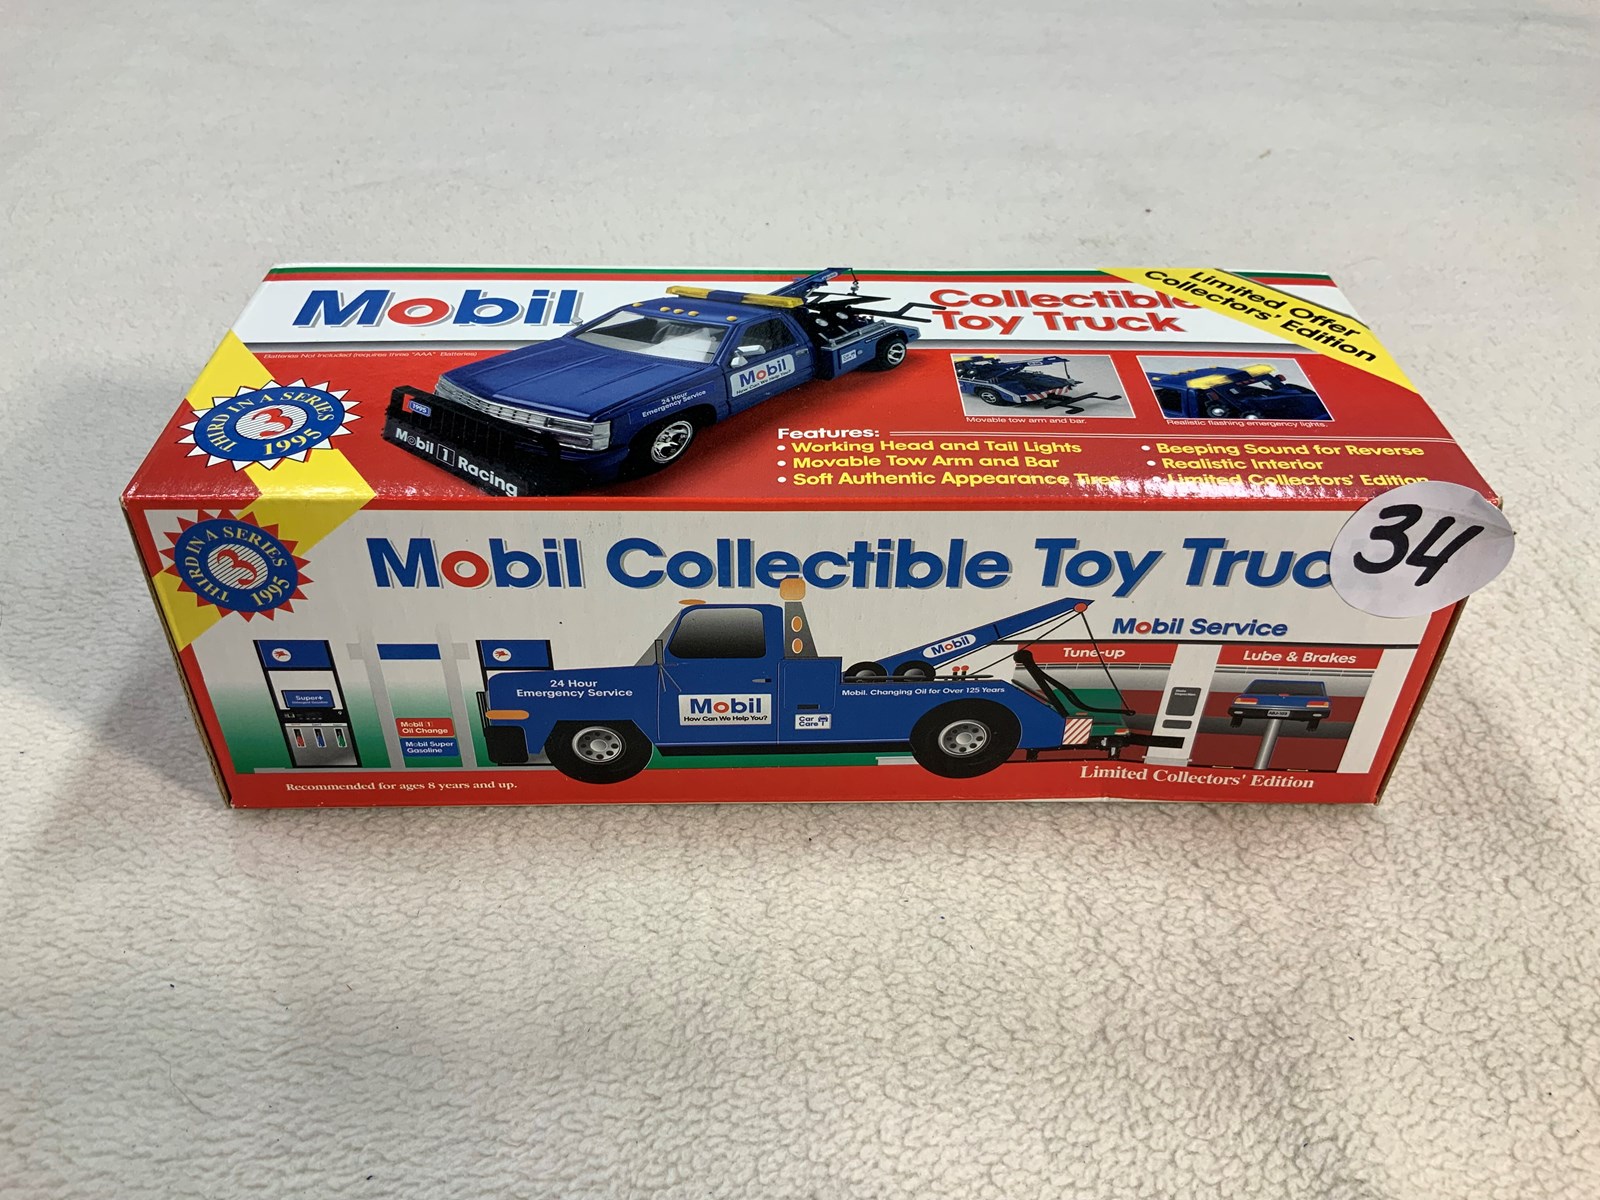 Mobil
Collectible
Toy Truck
Limited Offer
Collectors' Edition
Batteries Not Included (requires three "AAA" Batteries)
THIRD IN A SERIES
3
1995
1995
Mobil 1 Racing
24 Hour
Emergency Service
Mobil
Movable tow arm and bar.
Realistic flashing emergency lights.
Features:
• Working Head and Tail Lights
• Movable Tow Arm and Bar
• Soft Authentic Appearance Tires
• Beeping Sound for Reverse
• Realistic Interior
• Limited Collectors' Edition
34
THIRD IN A SERIES
3
1995
Mobil Collectible Toy Truc
Mobil Service
Tune-up
Lube & Brakes
Super+
Mobil 1
Oil Change
Mobil Super
Gasoline
24 Hour
Emergency Service
Mobil
How Can We Help You?
Car
Care
Mobil
Mobil. Changing Oil for Over 125 Years
Recommended for ages 8 years and up.
Limited Collectors' Edition